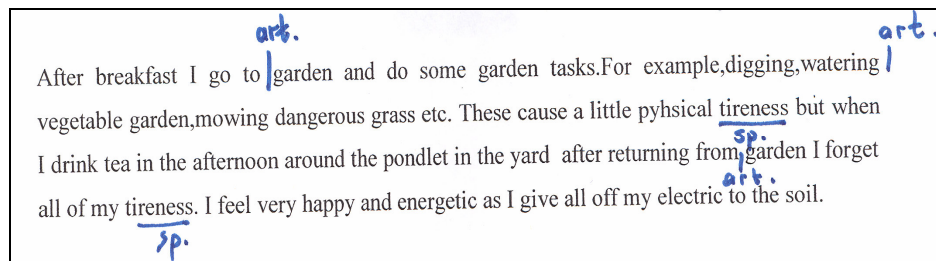 art. art.
After breakfast I go to garden and do some garden tasks.For example,digging,watering
vegetable garden,mowing dangerous grass etc. These cause a little pyhsical tireness but when
sp.
I drink tea in the afternoon around the pondlet in the yard after returning from garden I forget
art.
all of my tireness. I feel very happy and energetic as I give all off my electric to the soil.
sp.